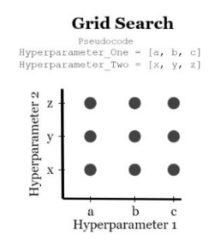 Grid Search
Pseudocode
Hyperparameter_One = [a, b, c]
Hyperparameter_Two = [x, y, z]
Hyperparameter 2
z
y
x
a b c
Hyperparameter 1